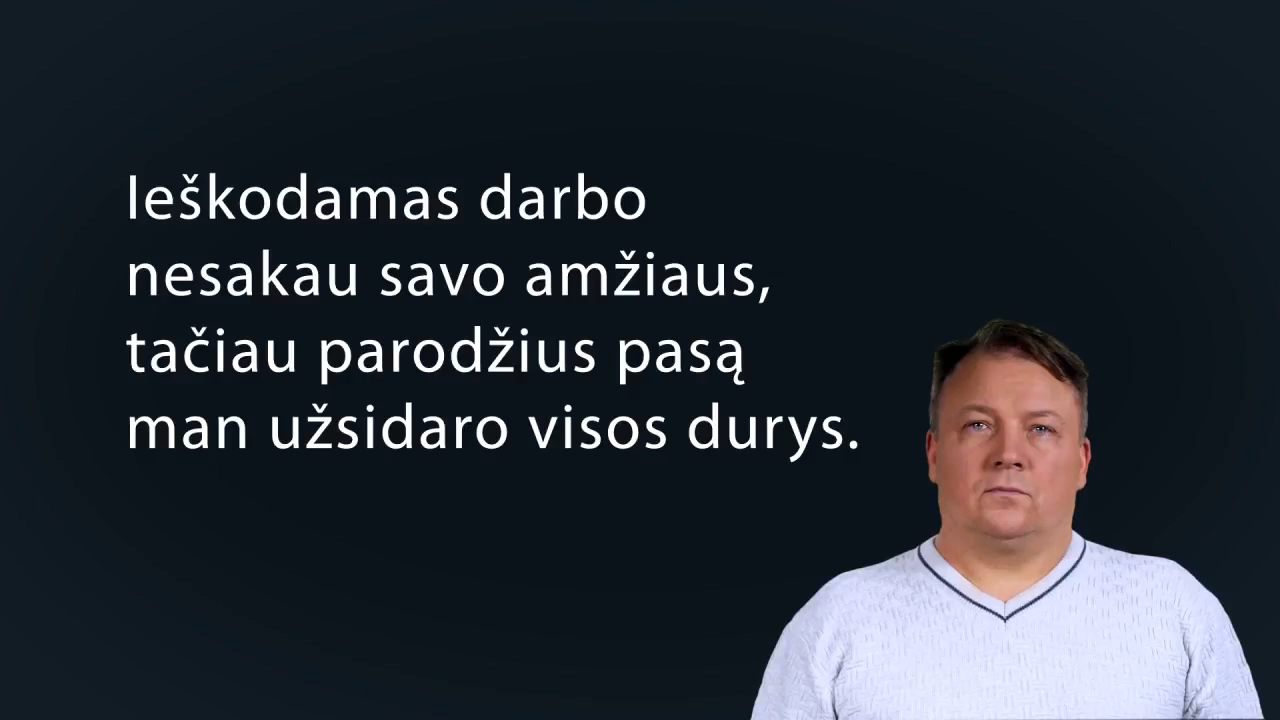 Ieškodamas darbo
nesakau savo amžiaus,
tačiau parodžius pasą
man užsidaro visos durys.